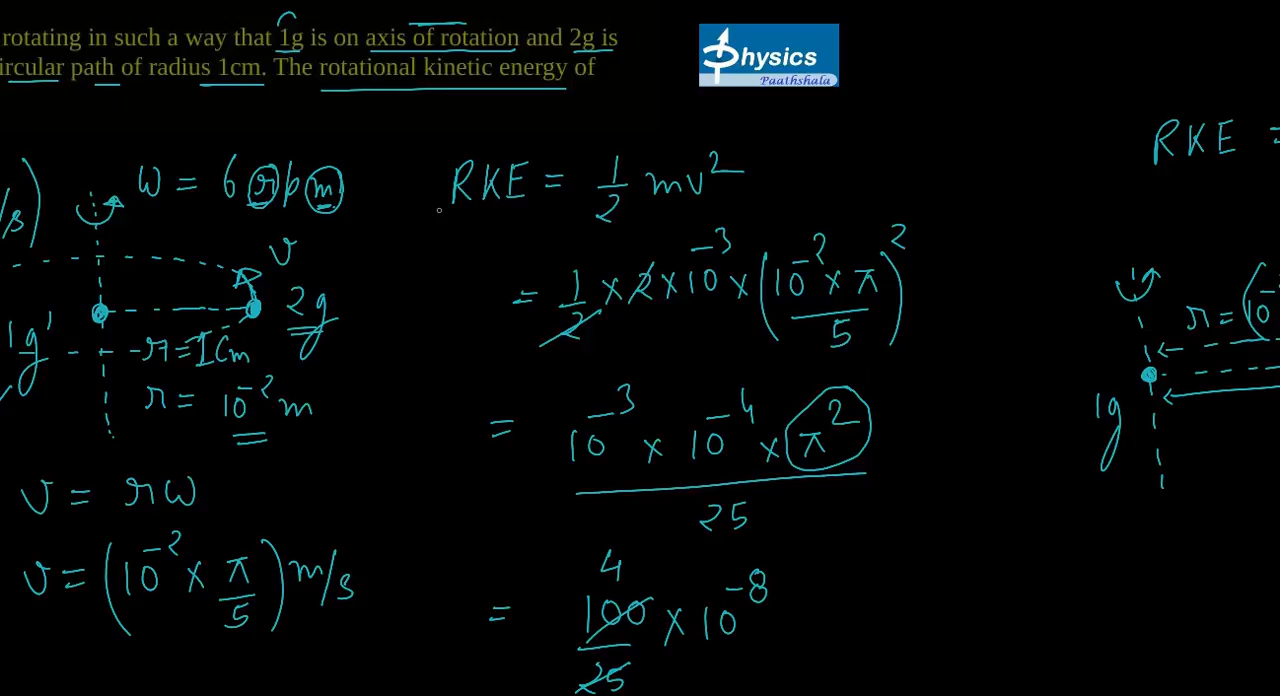 rotating in such a way that 1g is on axis of rotation and 2g is
ircular path of radius 1cm. The rotational kinetic energy of
Physics
Paathshala
/s)
ω = 6 rpm
v
1g
2g
r = 1 Cm
r = 10⁻² m
v = rω
v = (10⁻² × π/5) m/s
RKE = 1/2 mv²
= 1/2 × 2 × 10⁻³ × (10⁻² × π/5)²
= 10⁻³ × 10⁻⁴ × π² / 25
4
= 100/25 × 10⁻⁸
RKE =
r = (10⁻
1g